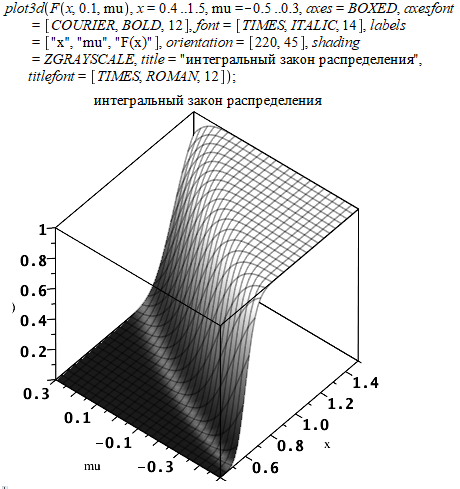 plot3d(F(x, 0.1, mu), x = 0.4 ..1.5, mu =-0.5 ..0.3, axes = BOXED, axesfont
= [COURIER, BOLD, 12], font = [TIMES, ITALIC, 14], labels
= ["x", "mu", "F(x)" ], orientation = [220, 45], shading
= ZGRAYSCALE, title = "интегральный закон распределения",
titlefont = [TIMES, ROMAN, 12]);
интегральный закон распределения
1
0.8
0.6
)
0.4
0.2
0.3
0.1
-0.1
mu
-0.3
0.6
0.8
x
1.0
1.2
1.4